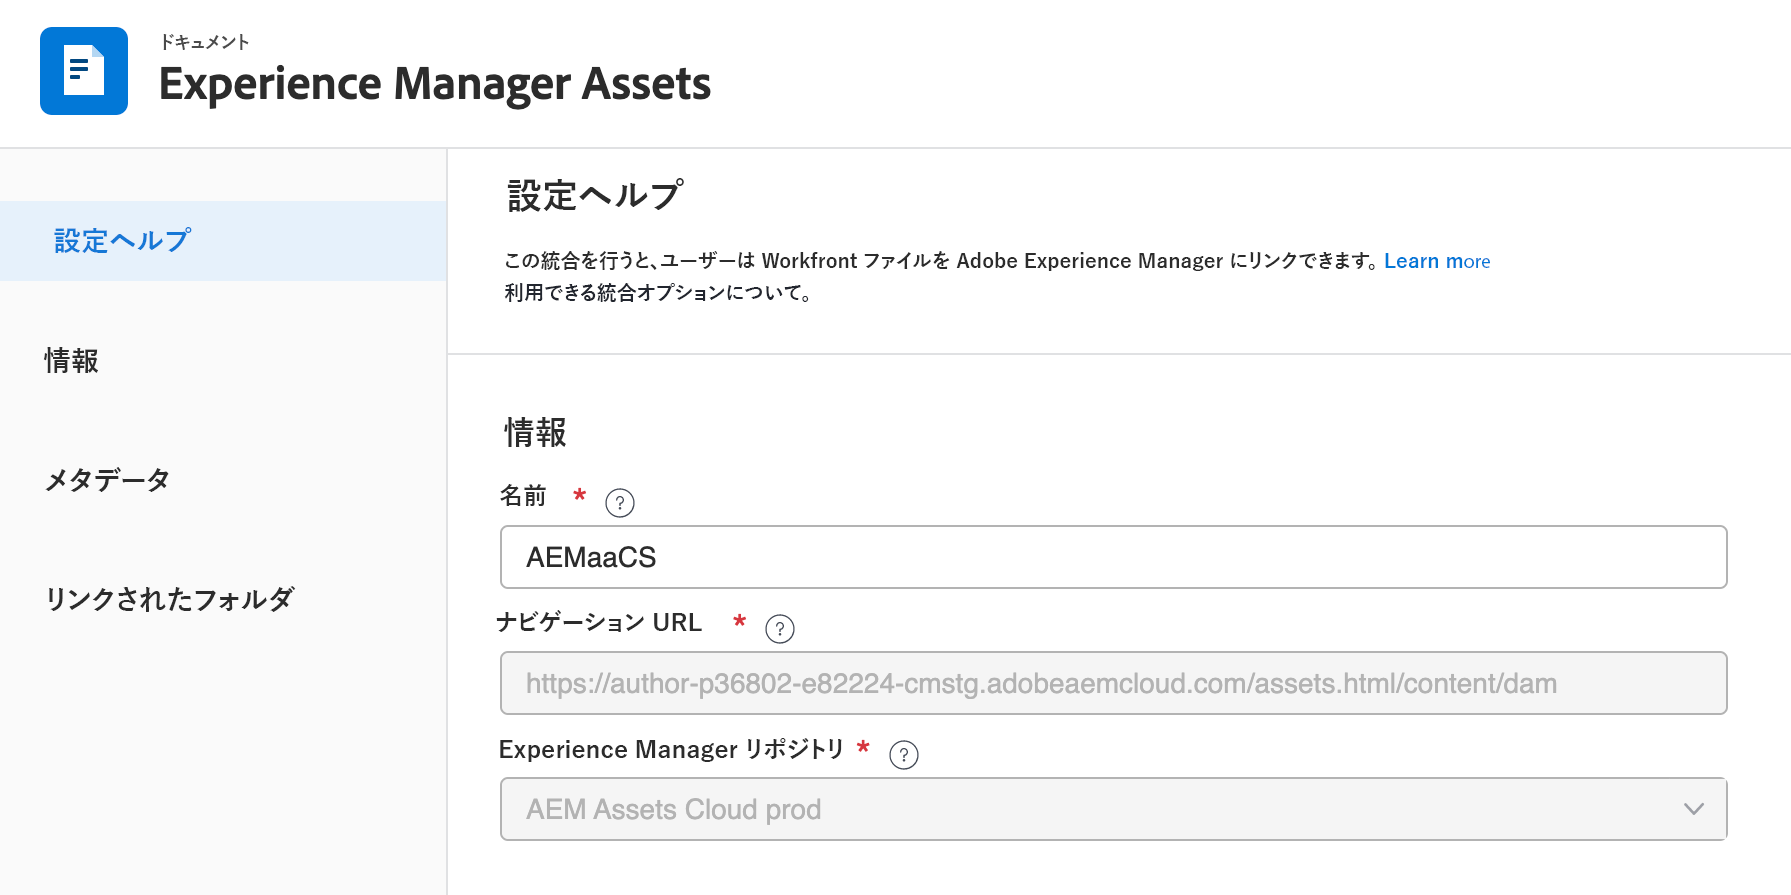 ドキュメント
Experience Manager Assets
設定ヘルプ
情報
メタデータ
リンクされたフォルダ
設定ヘルプ
この統合を行うと、ユーザーは Workfront ファイルを Adobe Experience Manager にリンクできます。Learn more
利用できる統合オプションについて。
情報
名前 * ?
AEMaaCS
ナビゲーション URL * ?
https://author-p36802-e82224-cmstg.adobeaemcloud.com/assets.html/content/dam
Experience Manager リポジトリ * ?
AEM Assets Cloud prod